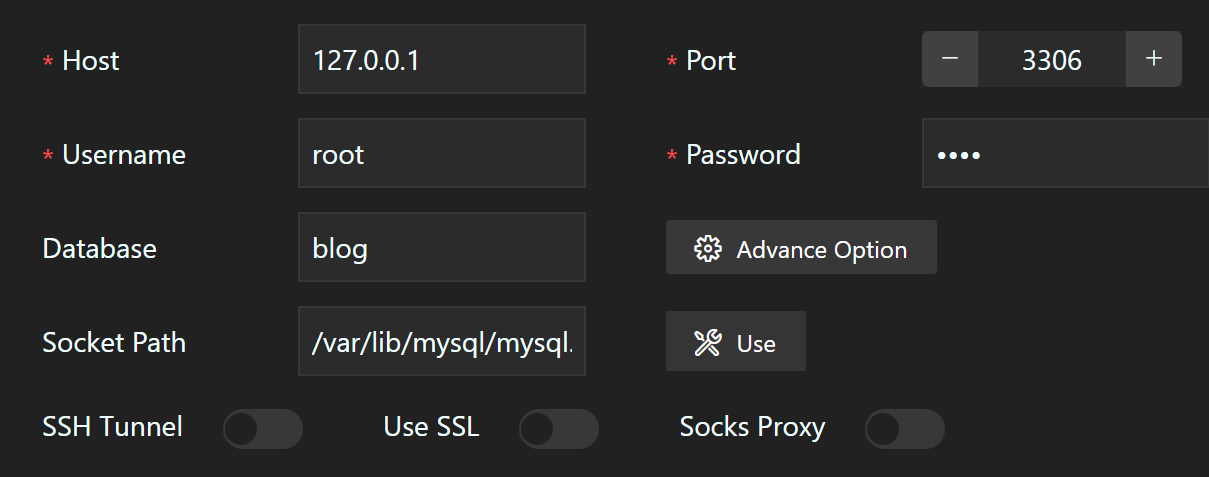 * Host 127.0.0.1 * Port − 3306 +
* Username root * Password ••••
Database blog Advance Option
Socket Path /var/lib/mysql/mysql. Use
SSH Tunnel Use SSL Socks Proxy